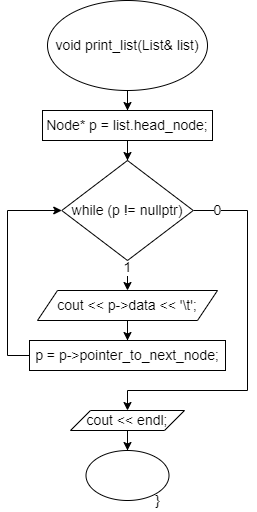 void print_list(List& list)
Node* p = list.head_node;
while (p != nullptr)
0
1
cout << p->data << '\t';
p = p->pointer_to_next_node;
cout << endl;
}